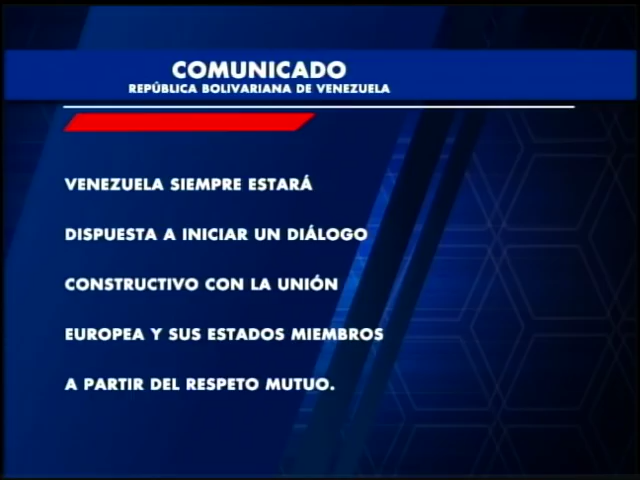 COMUNICADO
REPÚBLICA BOLIVARIANA DE VENEZUELA
VENEZUELA SIEMPRE ESTARÁ
DISPUESTA A INICIAR UN DIÁLOGO
CONSTRUCTIVO CON LA UNIÓN
EUROPEA Y SUS ESTADOS MIEMBROS
A PARTIR DEL RESPETO MUTUO.